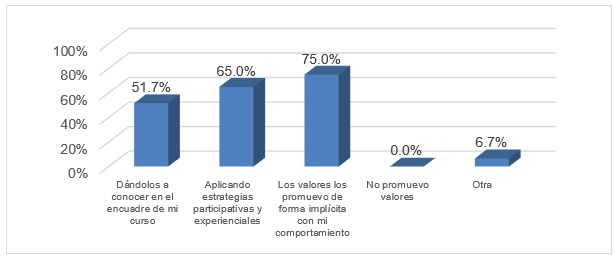 100%
80%
60%
40%
20%
0%
51.7%
65.0%
75.0%
0.0%
6.7%
Dándolos a
conocer en el
encuadre de mi
curso
Aplicando
estrategias
participativas y
experienciales
Los valores los
promuevo de
forma implícita
con mi
comportamiento
No promuevo
valores
Otra